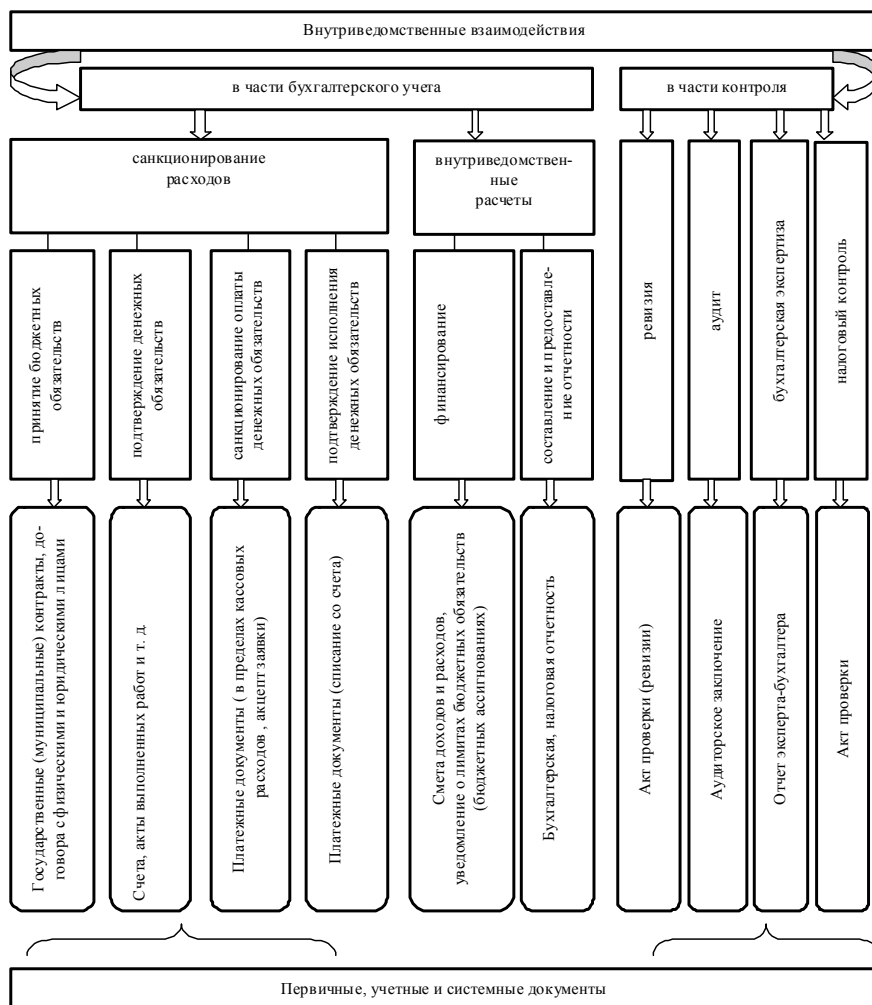 Внутриведомственные взаимодействия
в части бухгалтерского учета
в части контроля
санкционирование
расходов
внутриведомствен-
ные
расчеты
принятие бюджетных
обязательств
подтверждение денежных
обязательств
санкционирование оплаты
денежных обязательств
подтверждение исполнения
денежных обязательств
финансирование
составление и предоставле-
ние отчетности
ревизия
аудит
бухгалтерская экспертиза
налоговый контроль
Государственные (муниципальные) контракты, до-
говора с физическими и юридическими лицами
Счета, акты выполненных работ и т. д.
Платежные документы ( в пределах кассовых
расходов , акцепт заявки)
Платежные документы (списание со счета)
Смета доходов и расходов,
уведомление о лимитах бюджетных обязательств
(бюджетных ассигнованиях)
Бухгалтерская, налоговая отчетность
Акт проверки (ревизии)
Аудиторское заключение
Отчет эксперта-бухгалтера
Акт проверки
Первичные, учетные и системные документы